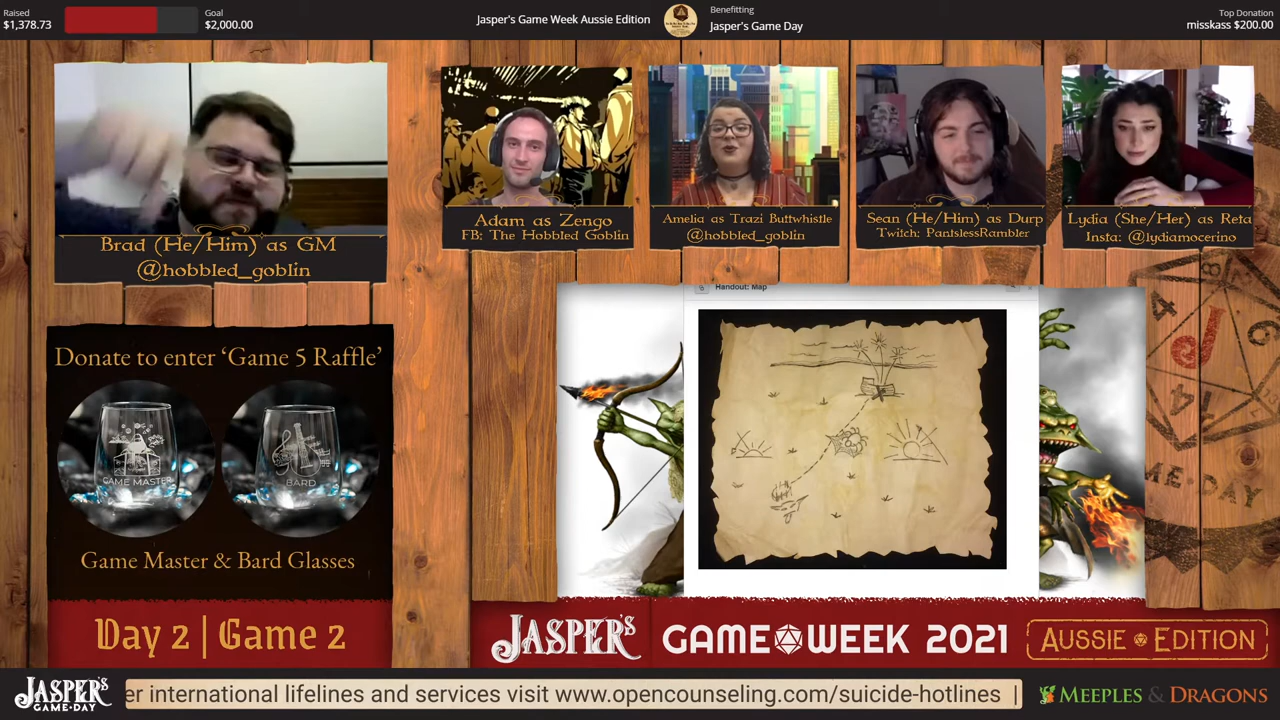 Raised
$1,378.73
Goal
$2,000.00
Jasper's Game Week Aussie Edition
Benefitting
Jasper's Game Day
Top Donation
misskass $200.00
Brad (He/Him) as GM
@hobbled_goblin
Adam as Zengo
FB: The Hobbled Goblin
Amelia as Trazi Buttwhistle
@hobbled_goblin
Sean (He/Him) as Durp
Twitch: PantslessRambler
Lydia (She/Her) as Reta
Insta: @lydiamocerino
Handout: Map
Donate to enter ‘Game 5 Raffle’
GAME MASTER
BARD
Game Master & Bard Glasses
Day 2 | Game 2
JASPER'S GAME WEEK 2021 AUSSIE EDITION
JASPER'S
GAME·DAY
er international lifelines and services visit www.opencounseling.com/suicide-hotlines |
MEEPLES & DRAGONS